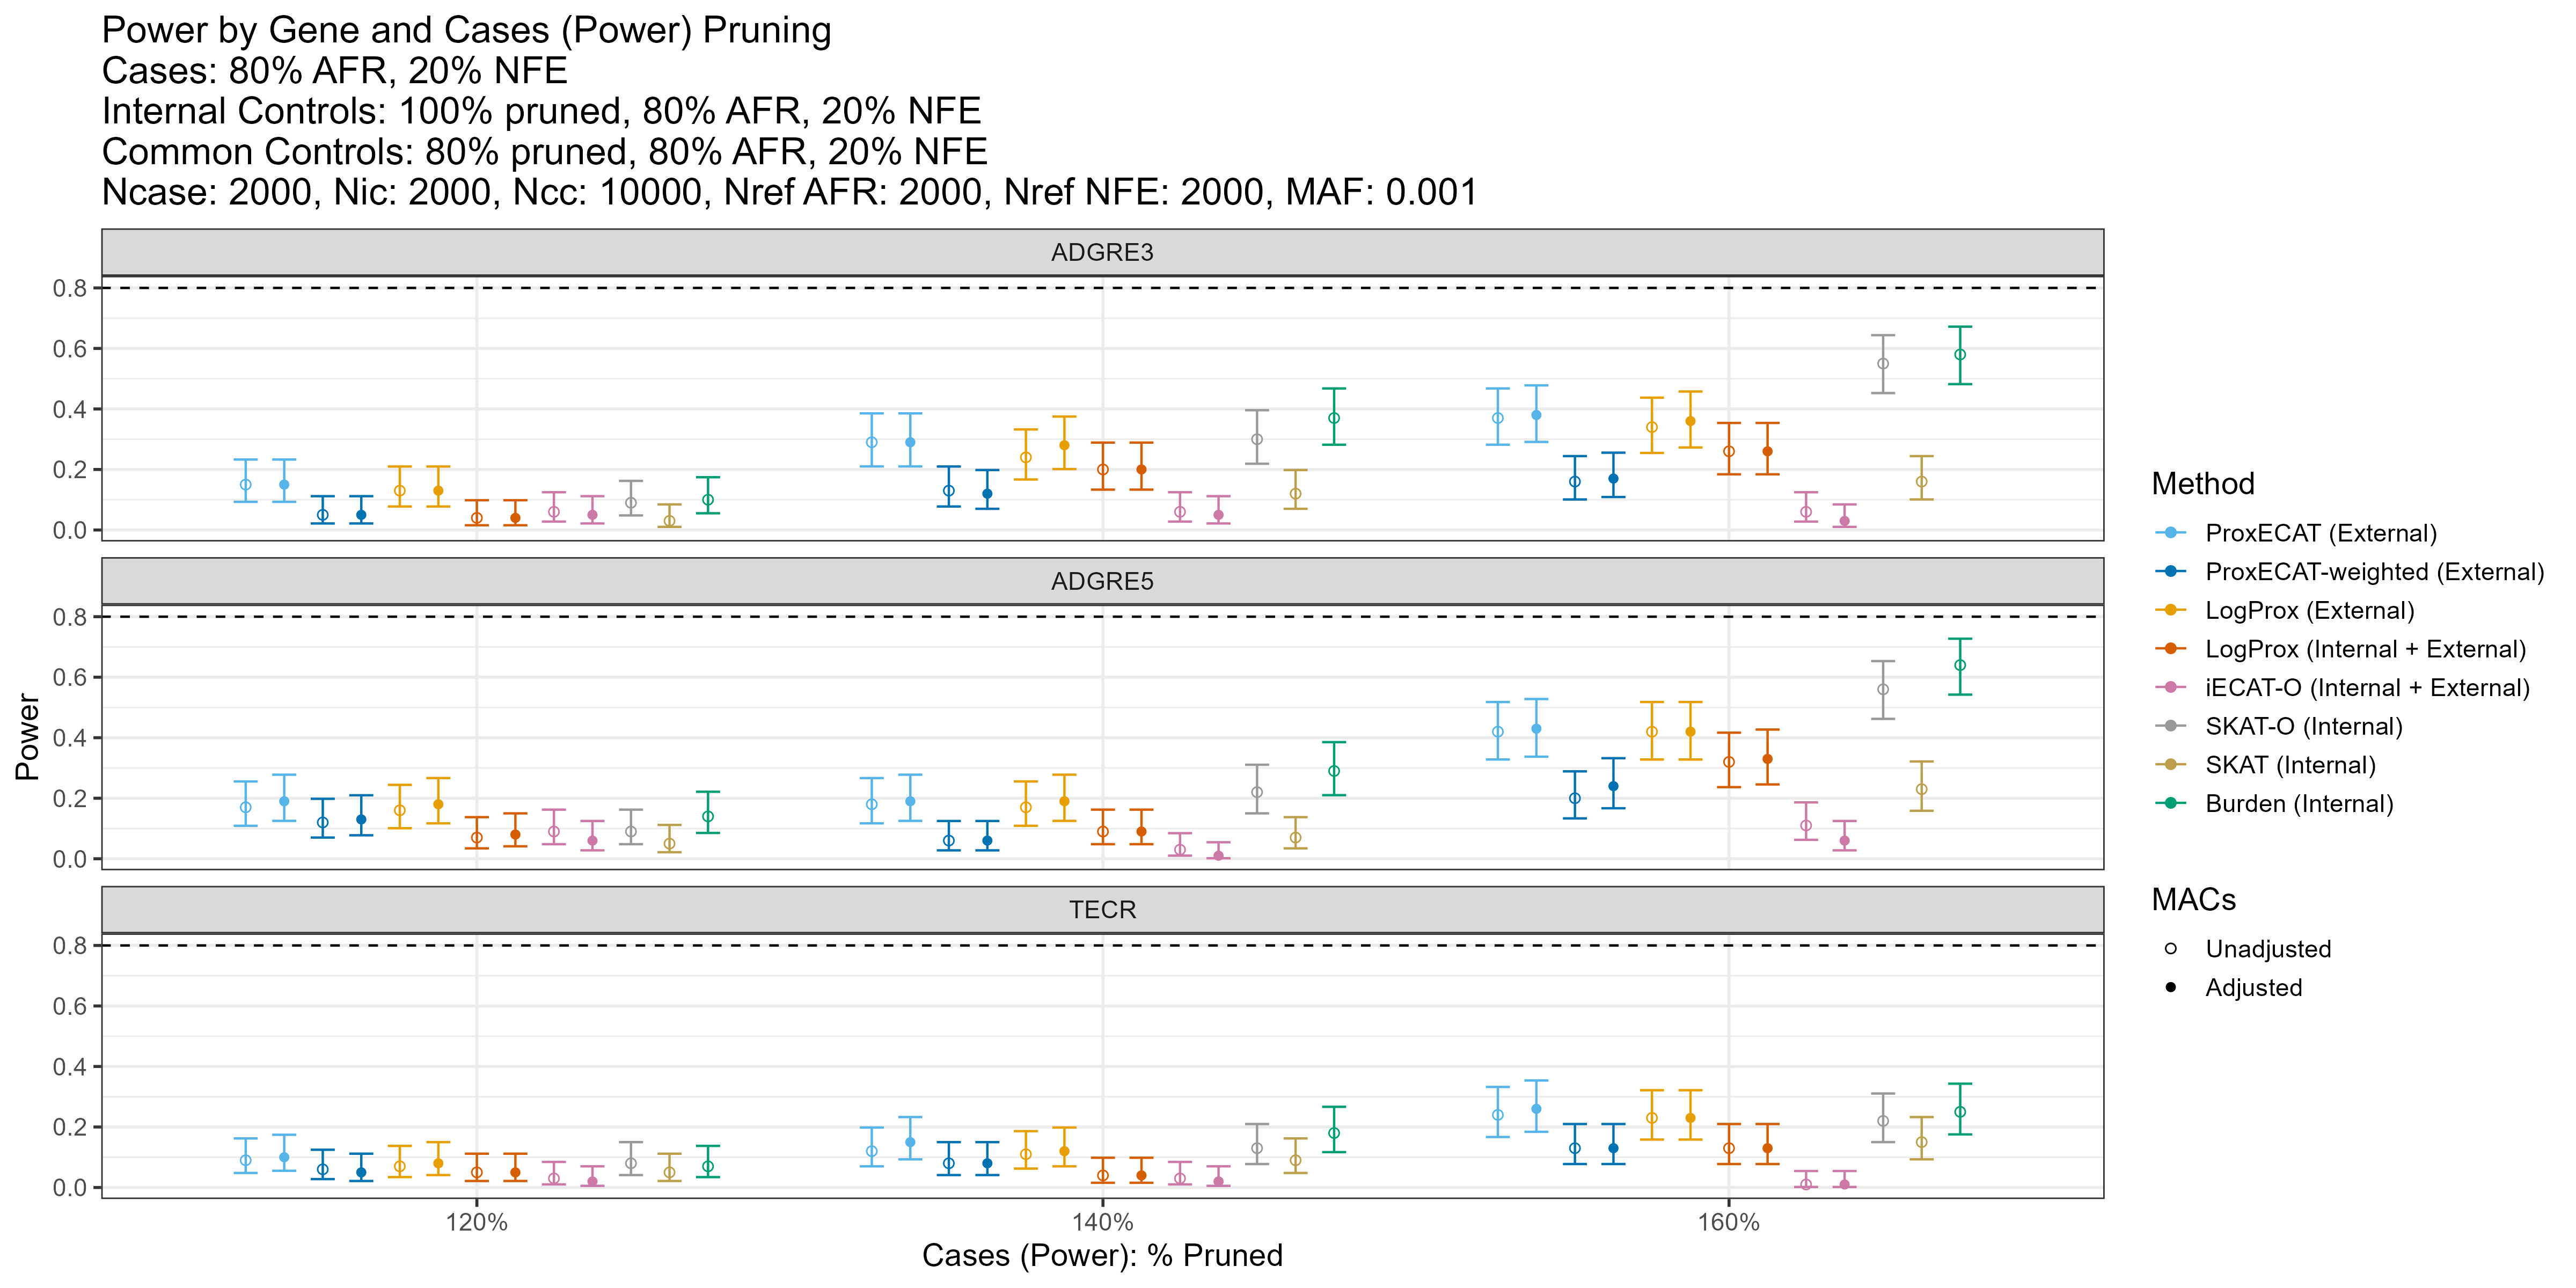 Power by Gene and Cases (Power) Pruning
Cases: 80% AFR, 20% NFE
Internal Controls: 100% pruned, 80% AFR, 20% NFE
Common Controls: 80% pruned, 80% AFR, 20% NFE
Ncase: 2000, Nic: 2000, Ncc: 10000, Nref AFR: 2000, Nref NFE: 2000, MAF: 0.001
Power
ADGRE3
0.8
0.6
0.4
0.2
0.0
ADGRE5
0.8
0.6
0.4
0.2
0.0
TECR
0.8
0.6
0.4
0.2
0.0
120%
140%
160%
Cases (Power): % Pruned
Method
ProxECAT (External)
ProxECAT-weighted (External)
LogProx (External)
LogProx (Internal + External)
iECAT-O (Internal + External)
SKAT-O (Internal)
SKAT (Internal)
Burden (Internal)
MACs
Unadjusted
Adjusted